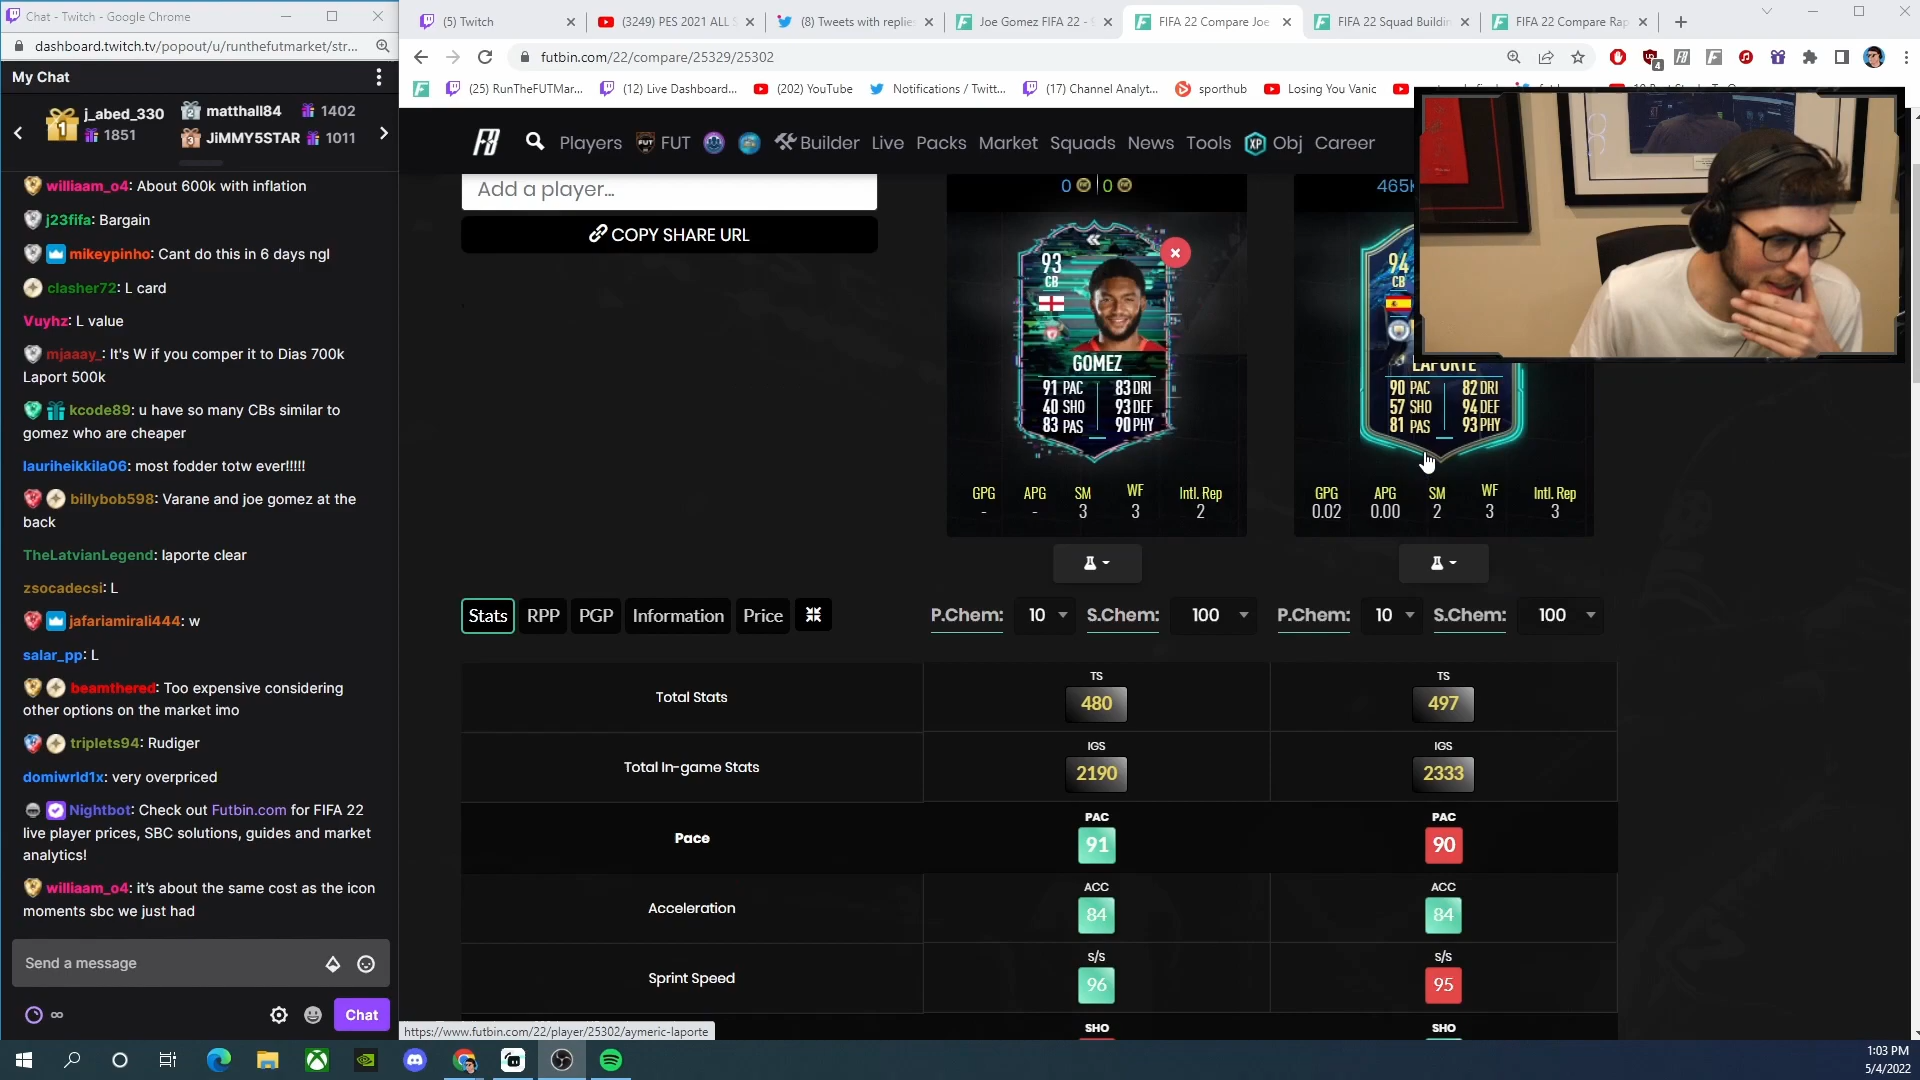 Chat - Twitch - Google Chrome
dashboard.twitch.tv/popout/u/runthefutmarket/str...
My Chat
j_abed_330
1851
matthall84 1402
JiMMY5STAR 1011
williaam_o4: About 600k with inflation
j23fifa: Bargain
mikeypinho: Cant do this in 6 days ngl
clasher72: L card
Vuyhz: L value
mjaaay_: It's W if you comper it to Dias 700k
Laport 500k
kcode89: u have so many CBs similar to
gomez who are cheaper
lauriheikkila06: most fodder totw ever!!!!!
billybob598: Varane and joe gomez at the
back
TheLatvianLegend: laporte clear
zsocadecsi: L
jafariamirali444: w
salar_pp: L
beamthered: Too expensive considering
other options on the market imo
triplets94: Rudiger
domiwrld1x: very overpriced
Nightbot: Check out Futbin.com for FIFA 22
live player prices, SBC solutions, guides and market
analytics!
williaam_o4: it's about the same cost as the icon
moments sbc we just had
Send a message
Chat
(5) Twitch
(3249) PES 2021 ALL S
(8) Tweets with replies
Joe Gomez FIFA 22 - 9
FIFA 22 Compare Joe
FIFA 22 Squad Buildin
FIFA 22 Compare Rap
futbin.com/22/compare/25329/25302
4
(25) RunTheFUTMar...
(12) Live Dashboard...
(202) YouTube
Notifications / Twitt...
(17) Channel Analyt...
sporthub
Losing You Vanic
Players FUT Builder Live Packs Market Squads News Tools XP Obj Career
Add a player...
COPY SHARE URL
0 | 0
465K
93
CB
GOMEZ
91 PAC 83 DRI
40 SHO 93 DEF
83 PAS 90 PHY
94
CB
LAPORTE
90 PAC 82 DRI
57 SHO 94 DEF
81 PAS 93 PHY
GPG APG SM WF Intl. Rep
- - 3 3 2
GPG APG SM WF Intl. Rep
0.02 0.00 2 3 3
Stats RPP PGP Information Price
P.Chem: 10 S.Chem: 100
P.Chem: 10 S.Chem: 100
Total Stats
TS
480
TS
497
Total In-game Stats
IGS
2190
IGS
2333
Pace
PAC
91
PAC
90
Acceleration
ACC
84
ACC
84
Sprint Speed
S/S
96
S/S
95
SHO
SHO
https://www.futbin.com/22/player/25302/aymeric-laporte
1:03 PM
5/4/2022